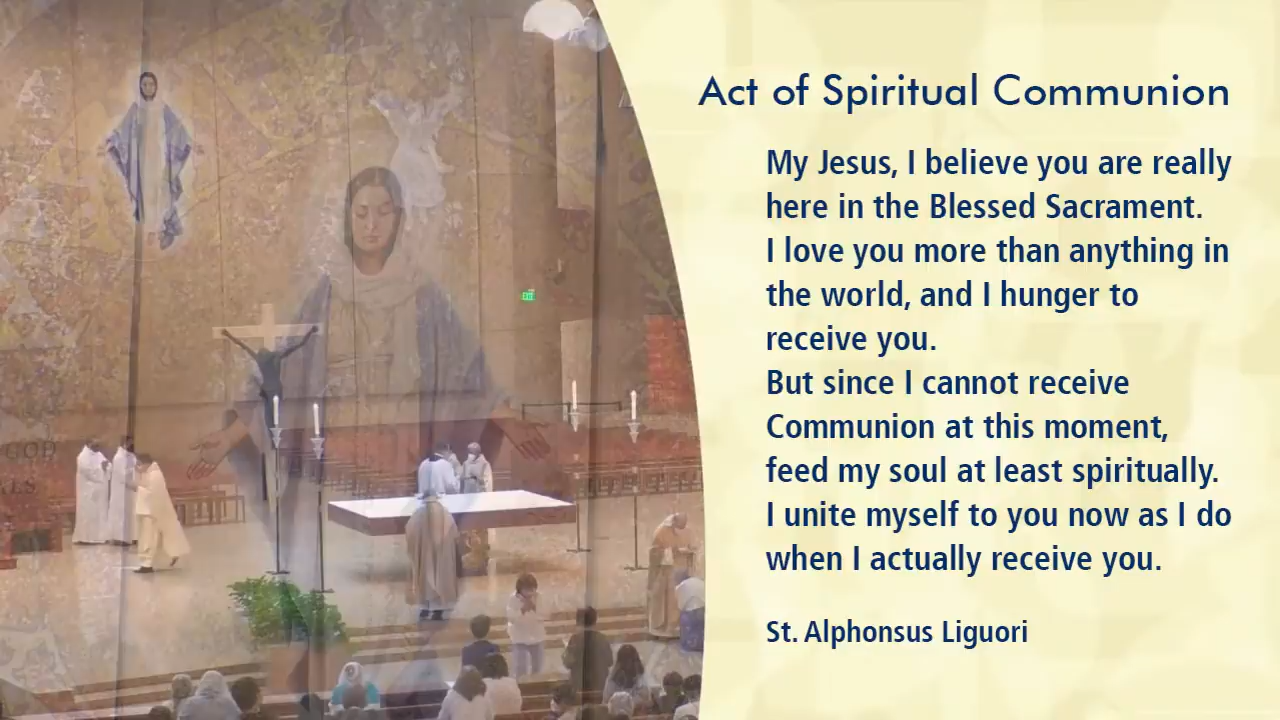 Act of Spiritual Communion
My Jesus, I believe you are really
here in the Blessed Sacrament.
I love you more than anything in
the world, and I hunger to
receive you.
But since I cannot receive
Communion at this moment,
feed my soul at least spiritually.
I unite myself to you now as I do
when I actually receive you.
St. Alphonsus Liguori
GOD